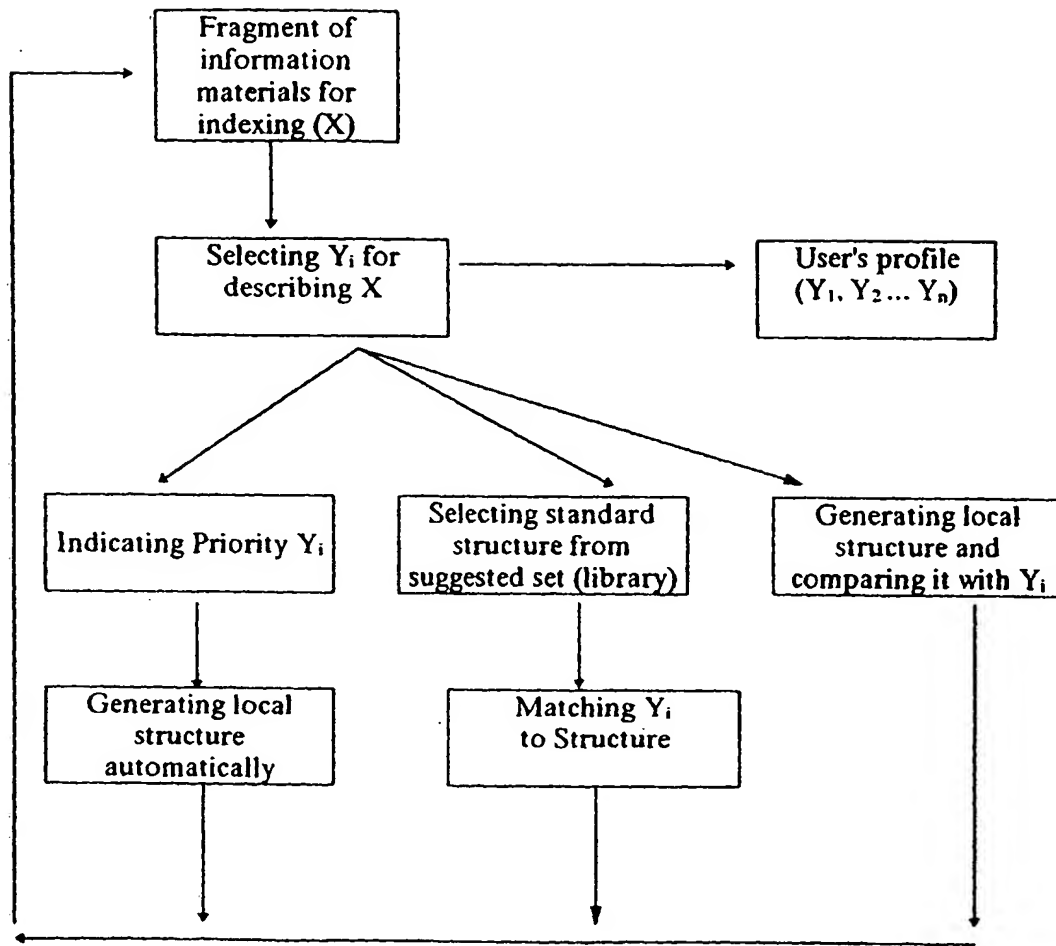 Fragment of
information
materials for
indexing (X)
Selecting Yi for
describing X
User's profile
(Y1, Y2 ... Yn)
Indicating Priority Yi
Selecting standard
structure from
suggested set (library)
Generating local
structure and
comparing it with Yi
Generating local
structure
automatically
Matching Yi
to Structure